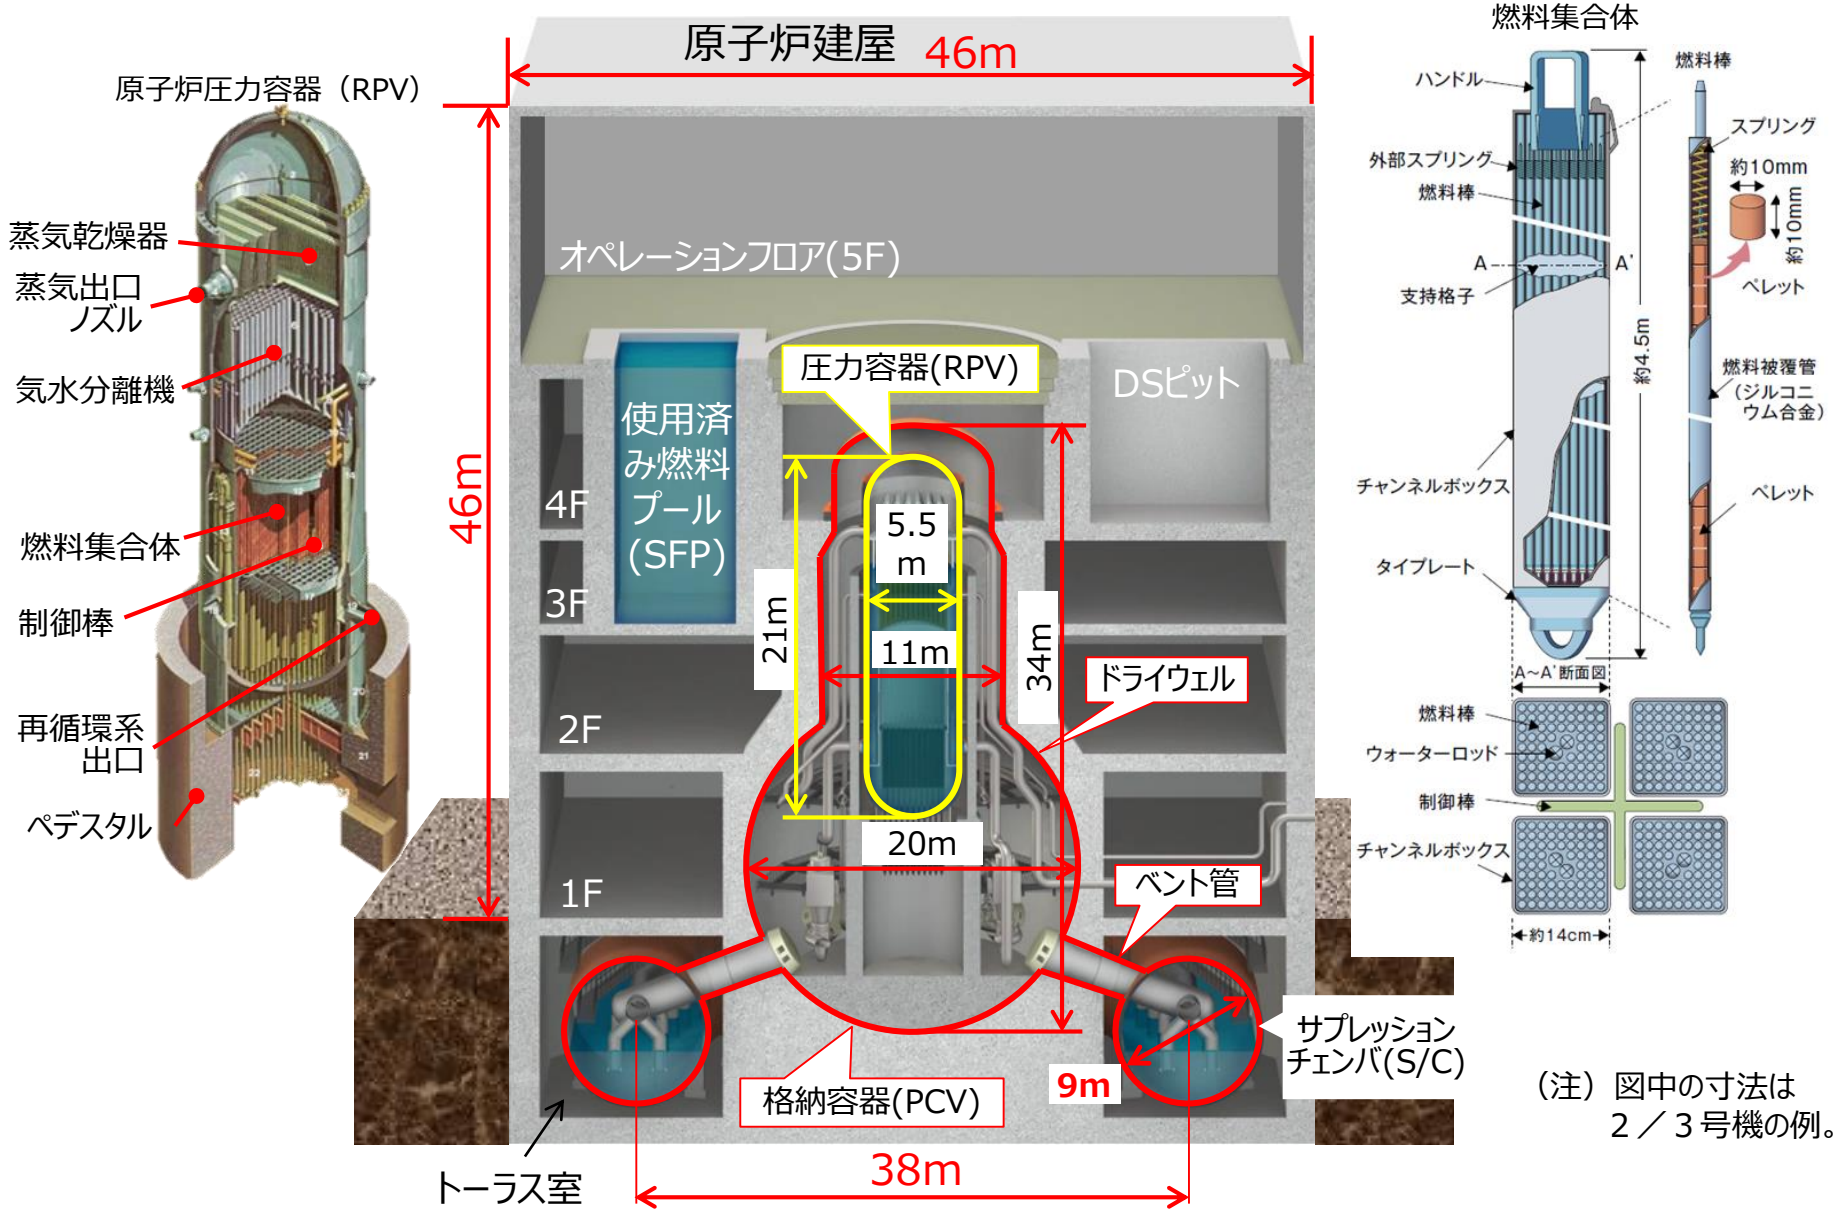 原子炉建屋
46m
原子炉圧力容器（RPV）
蒸気乾燥器
蒸気出口
ノズル
気水分離機
燃料集合体
制御棒
再循環系
出口
ペデスタル
46m
オペレーションフロア(5F)
使用済
み燃料
プール
(SFP)
DSピット
圧力容器(RPV)
4F
3F
2F
1F
5.5
m
21m
11m
34m
20m
ドライウェル
ベント管
格納容器(PCV)
9m
サプレッション
チェンバ(S/C)
トーラス室
38m
燃料集合体
ハンドル
外部スプリング
燃料棒
A
A'
支持格子
チャンネルボックス
タイプレート
約4.5m
燃料棒
スプリング
約10mm
約10mm
ペレット
燃料被覆管
（ジルコニ
ウム合金）
ペレット
A～A'断面図
燃料棒
ウォーターロッド
制御棒
チャンネルボックス
約14cm
（注）図中の寸法は
２／３号機の例。
17
19
20
21
22